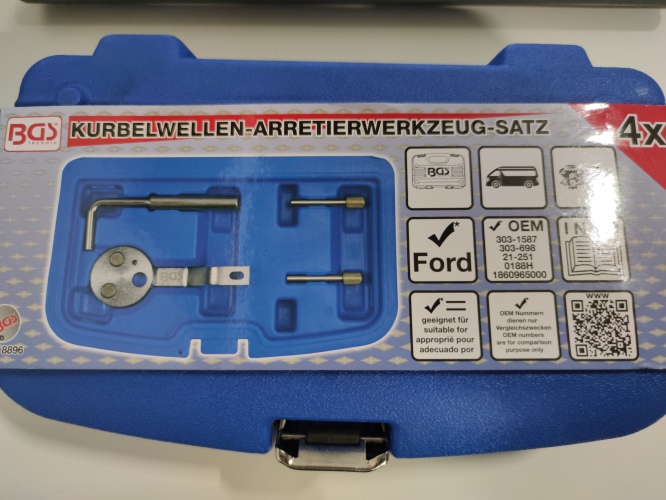 BGS
technic
KURBELWELLEN-ARRETIERWERKZEUG-SATZ
4x
BGS
BGS
Ford
OEM
303-1587
303-698
21-251
0188H
1860965000
geeignet für
suitable for
approprié pour
adecuado por
OEM Nummern
dienen nur
Vergleichszwecken
OEM numbers
are for comparison
purpose only
WWW
BGS
8896